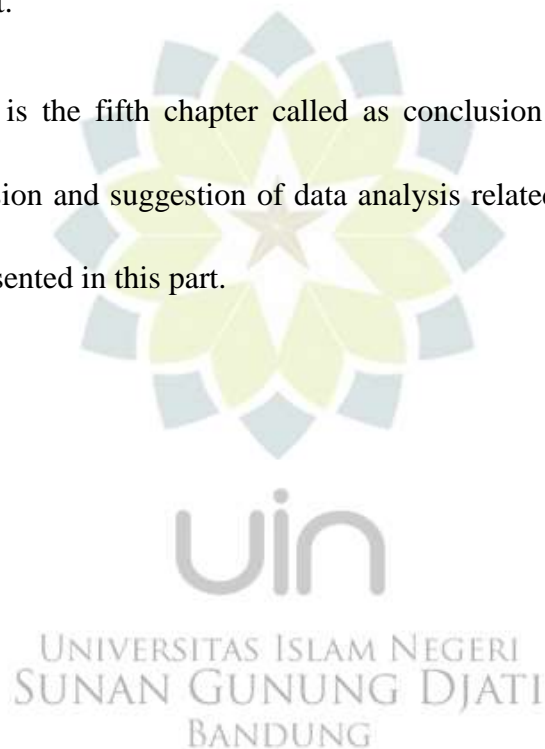 t.
is the fifth chapter called as conclusion
sion and suggestion of data analysis related
sented in this part.
uin
UNIVERSITAS ISLAM NEGERI
SUNAN GUNUNG DJATI
BANDUNG